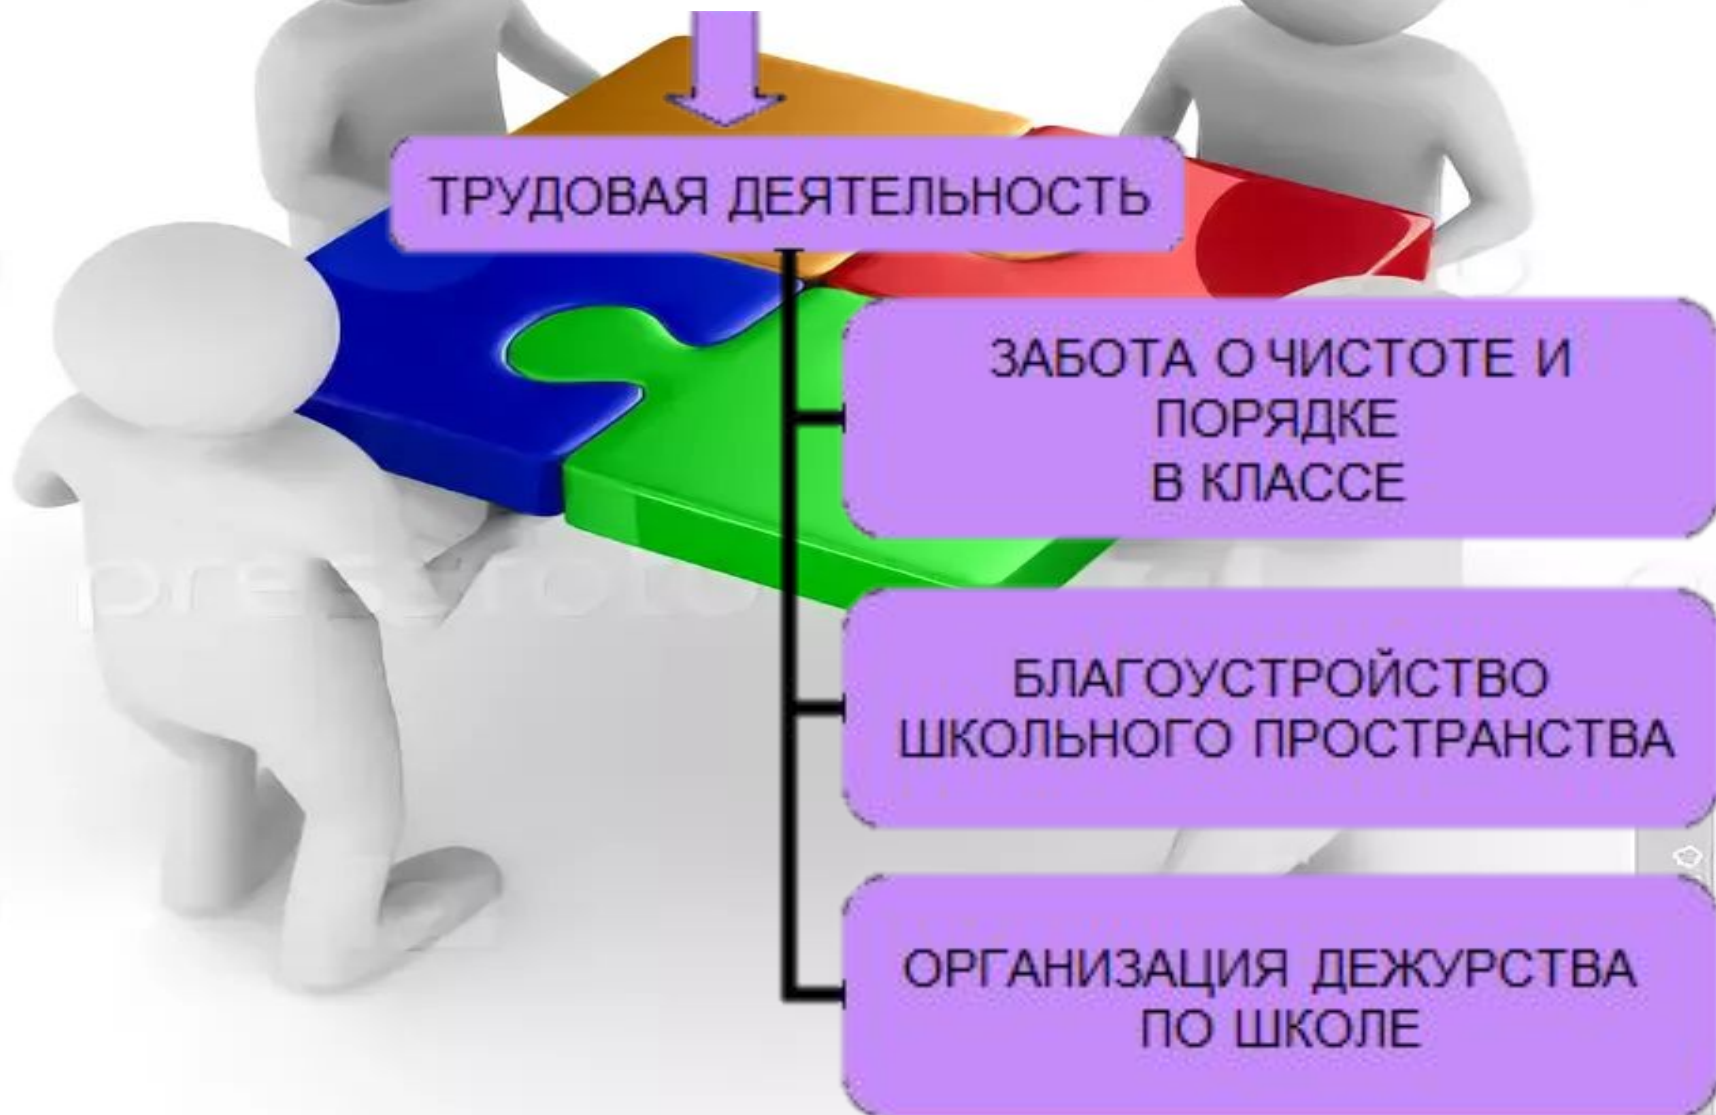 ТРУДОВАЯ ДЕЯТЕЛЬНОСТЬ
ЗАБОТА О ЧИСТОТЕ И
ПОРЯДКЕ
В КЛАССЕ
БЛАГОУСТРОЙСТВО
ШКОЛЬНОГО ПРОСТРАНСТВА
ОРГАНИЗАЦИЯ ДЕЖУРСТВА
ПО ШКОЛЕ